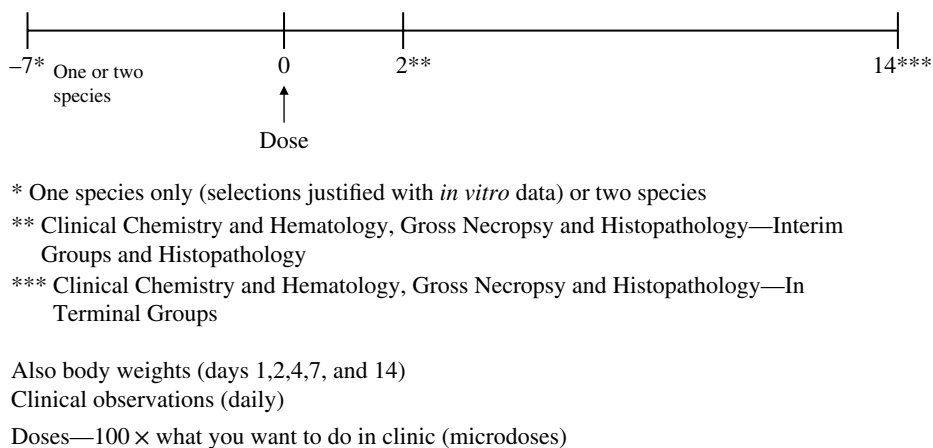 –7* One or two species
0
2**
14***
Dose
* One species only (selections justified with in vitro data) or two species
** Clinical Chemistry and Hematology, Gross Necropsy and Histopathology—Interim
Groups and Histopathology
*** Clinical Chemistry and Hematology, Gross Necropsy and Histopathology—In
Terminal Groups
Also body weights (days 1,2,4,7, and 14)
Clinical observations (daily)
Doses—100 × what you want to do in clinic (microdoses)